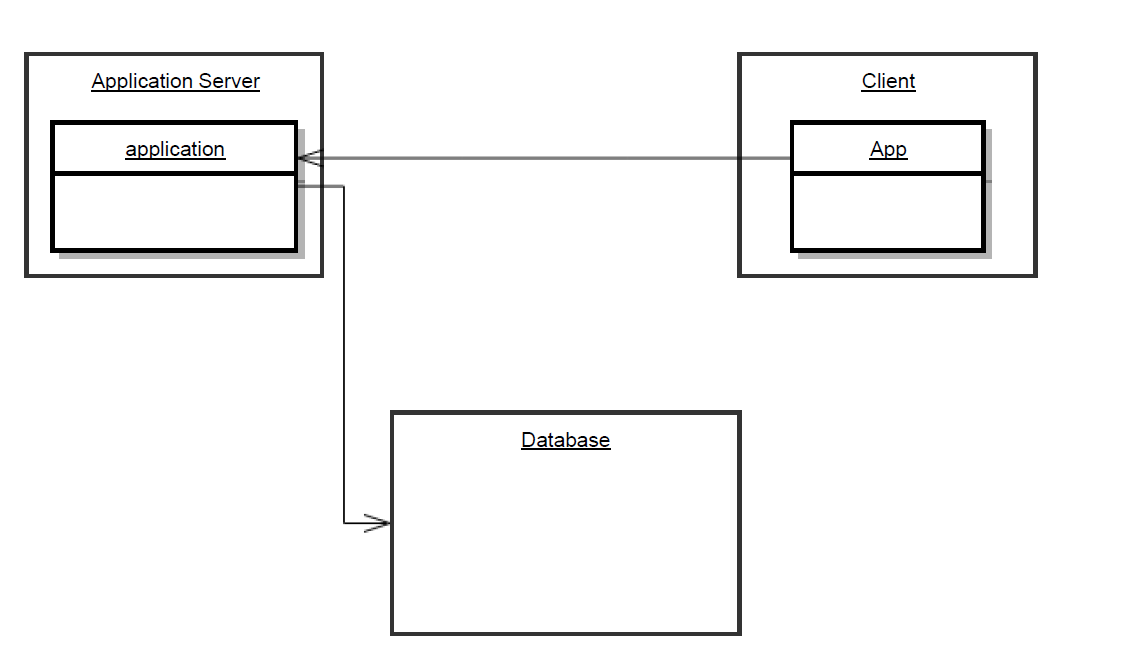 Application Server
Client
application
App
Database